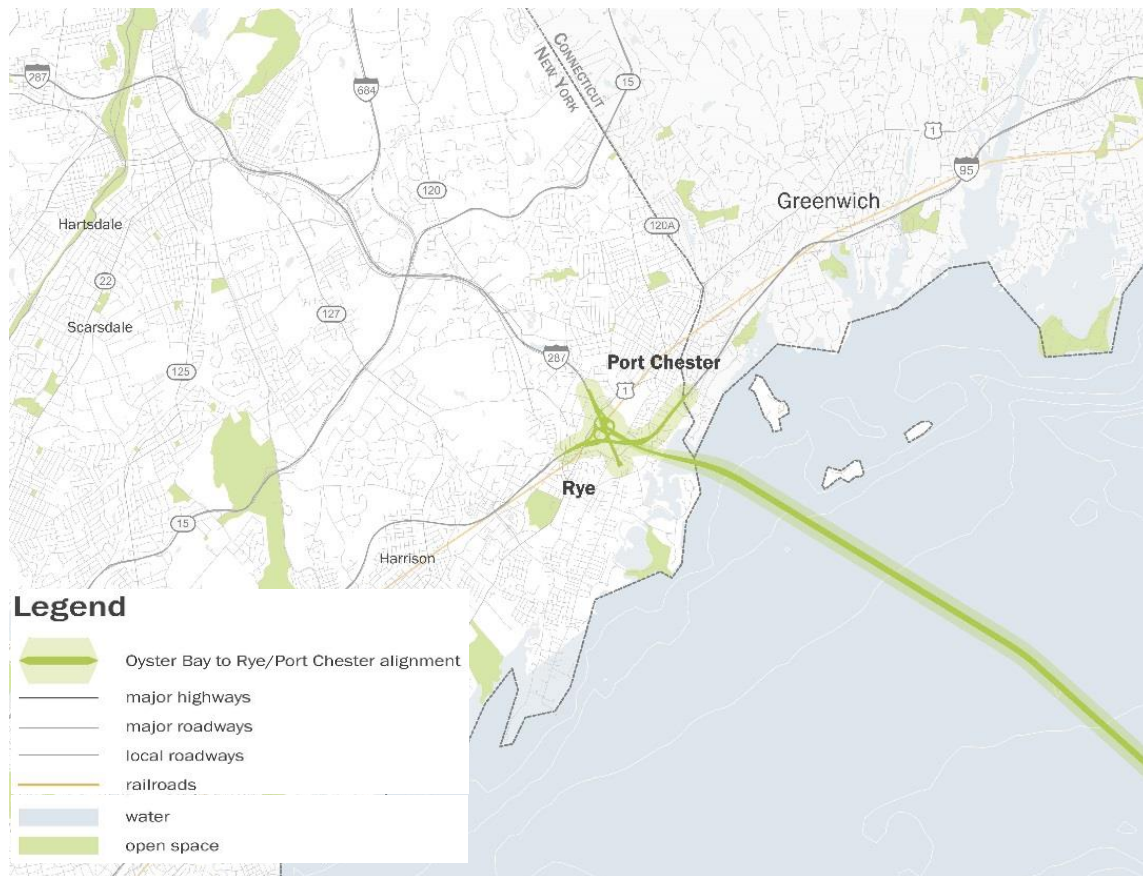 287
684
15
CONNECTICUT
NEW YORK
1
95
120
Greenwich
Hartsdale
120A
22
127
Scarsdale
287
Port Chester
125
1
Rye
15
Harrison
Legend
Oyster Bay to Rye/Port Chester alignment
major highways
major roadways
local roadways
railroads
water
open space